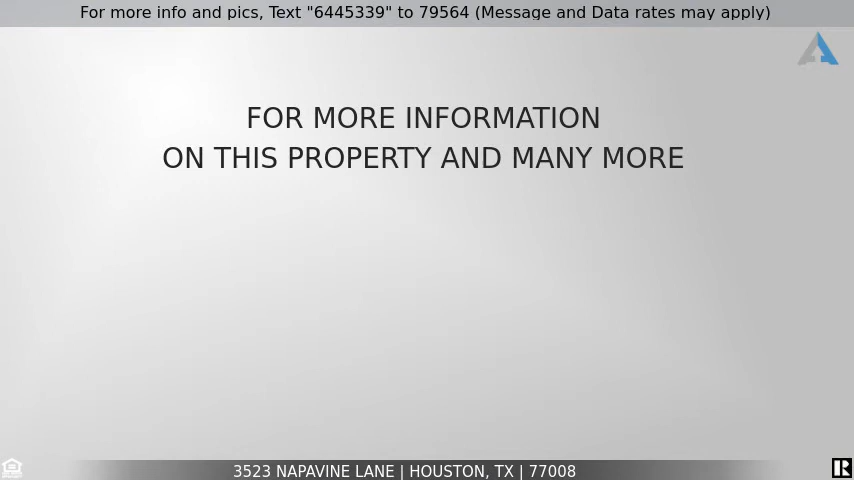 For more info and pics, Text "6445339" to 79564 (Message and Data rates may apply)
FOR MORE INFORMATION
ON THIS PROPERTY AND MANY MORE
3523 NAPAVINE LANE | HOUSTON, TX | 77008